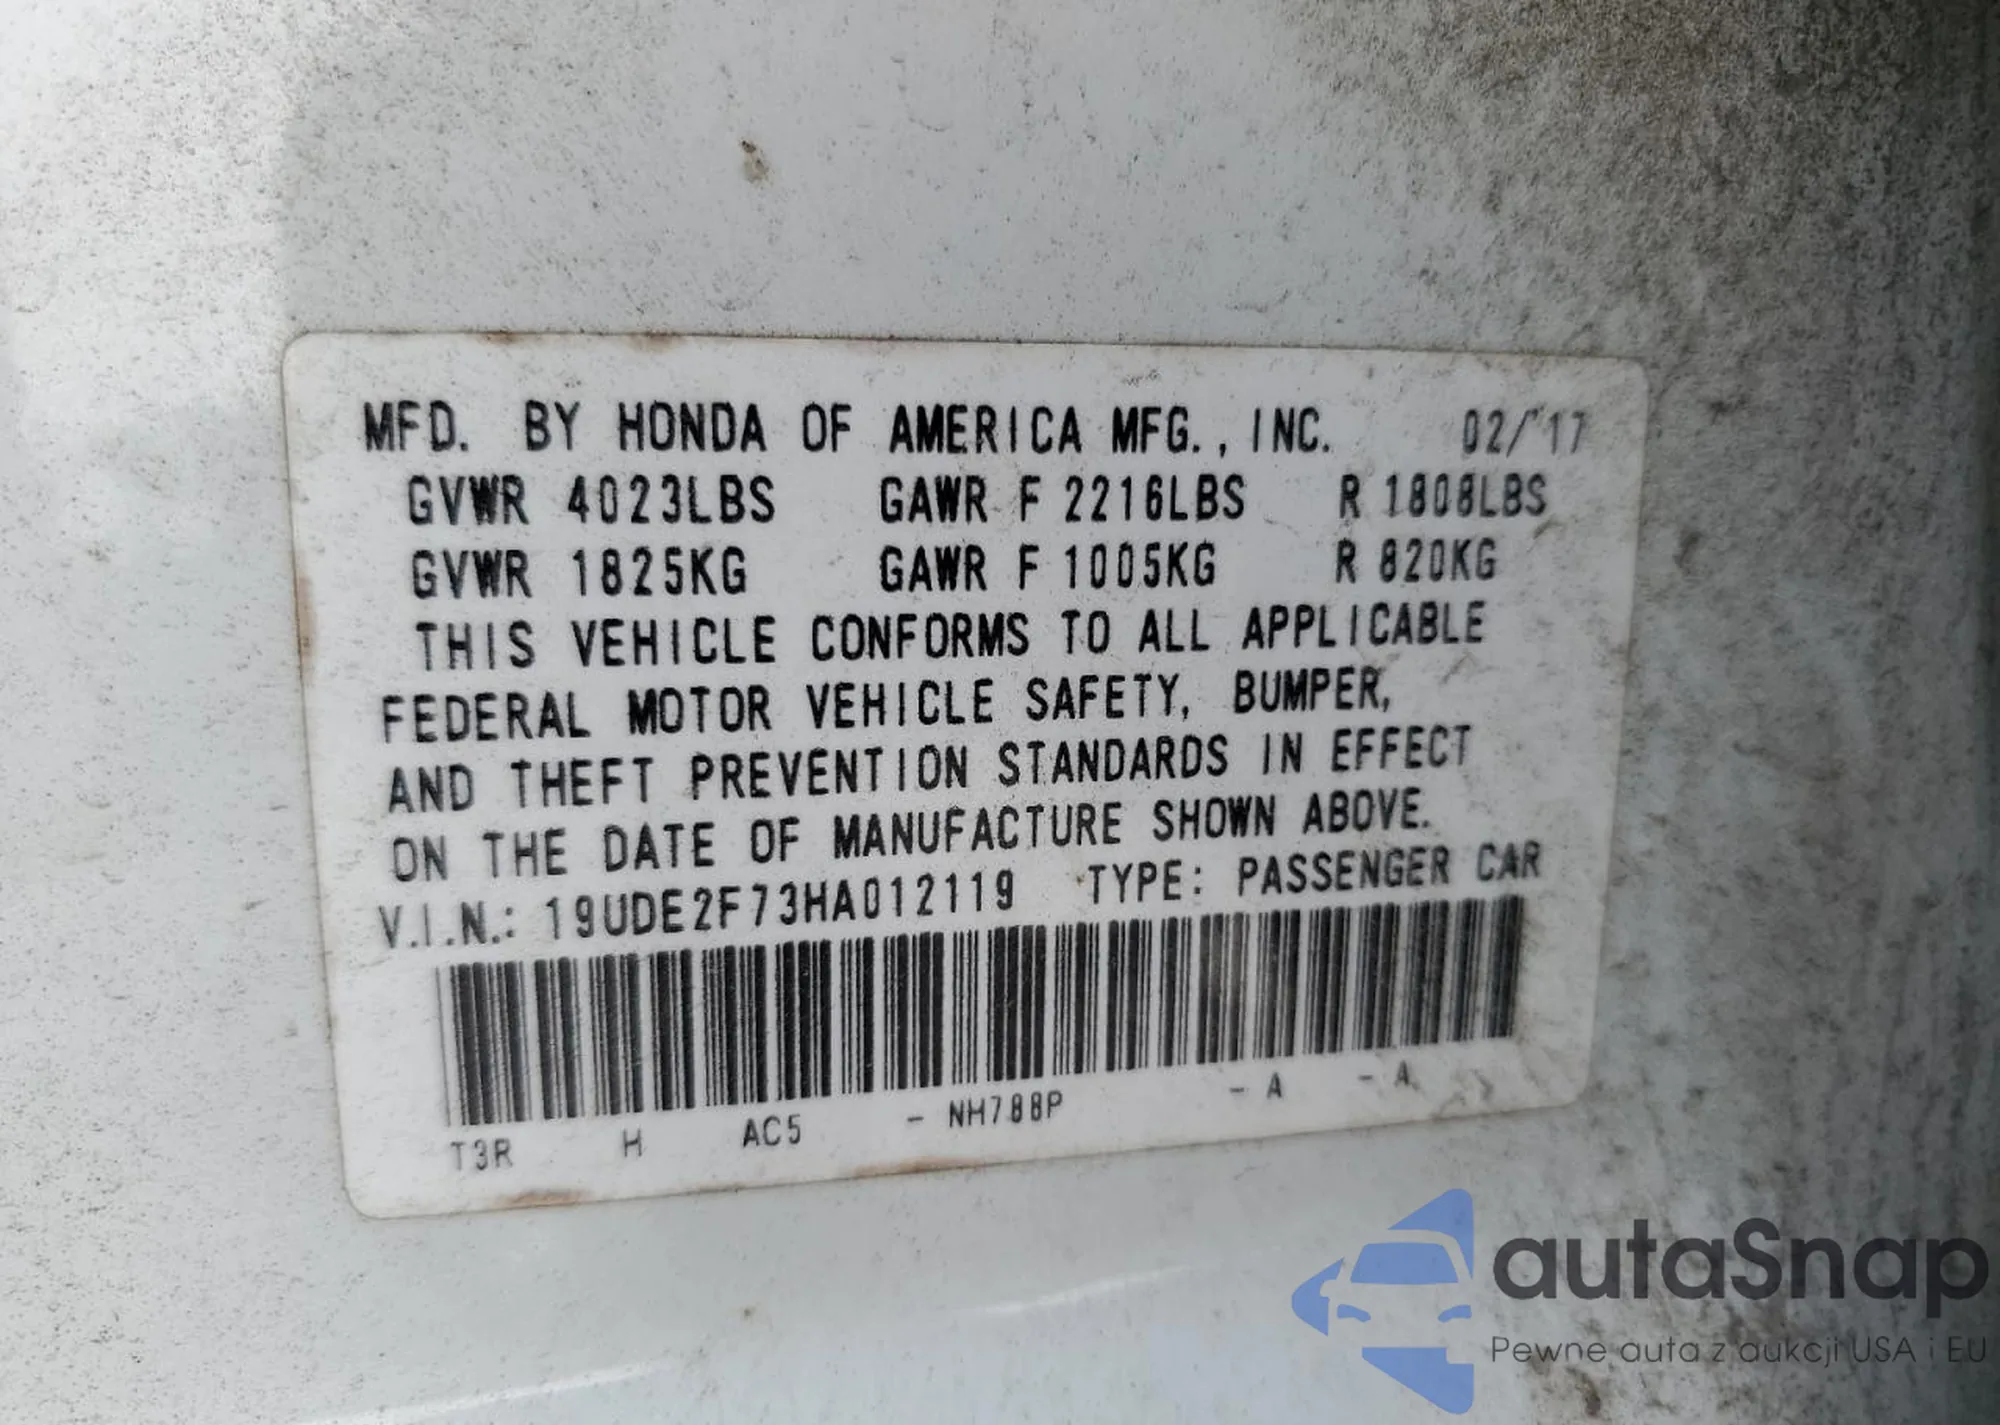 MFD. BY HONDA OF AMERICA MFG., INC. 02/'17
GVWR 4023LBS GAWR F 2216LBS R 1808LBS
GVWR 1825KG GAWR F 1005KG R 820KG
THIS VEHICLE CONFORMS TO ALL APPLICABLE
FEDERAL MOTOR VEHICLE SAFETY, BUMPER,
AND THEFT PREVENTION STANDARDS IN EFFECT
ON THE DATE OF MANUFACTURE SHOWN ABOVE.
V.I.N.: 19UDE2F73HA012119 TYPE: PASSENGER CAR
T3R H AC5 - NH788P - A - A
autaSnap
Pewne auta z aukcji USA i EU